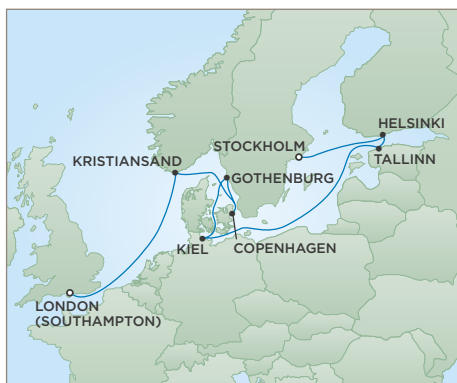 HELSINKI
STOCKHOLM
TALLINN
KRISTIANSAND
GOTHENBURG
KIEL
COPENHAGEN
LONDON
(SOUTHAMPTON)